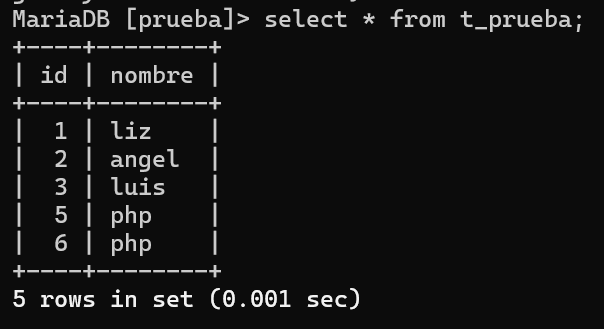 MariaDB [prueba]> select * from t_prueba;
+----+--------+
| id | nombre |
+----+--------+
|  1 | liz    |
|  2 | angel  |
|  3 | luis   |
|  5 | php    |
|  6 | php    |
+----+--------+
5 rows in set (0.001 sec)